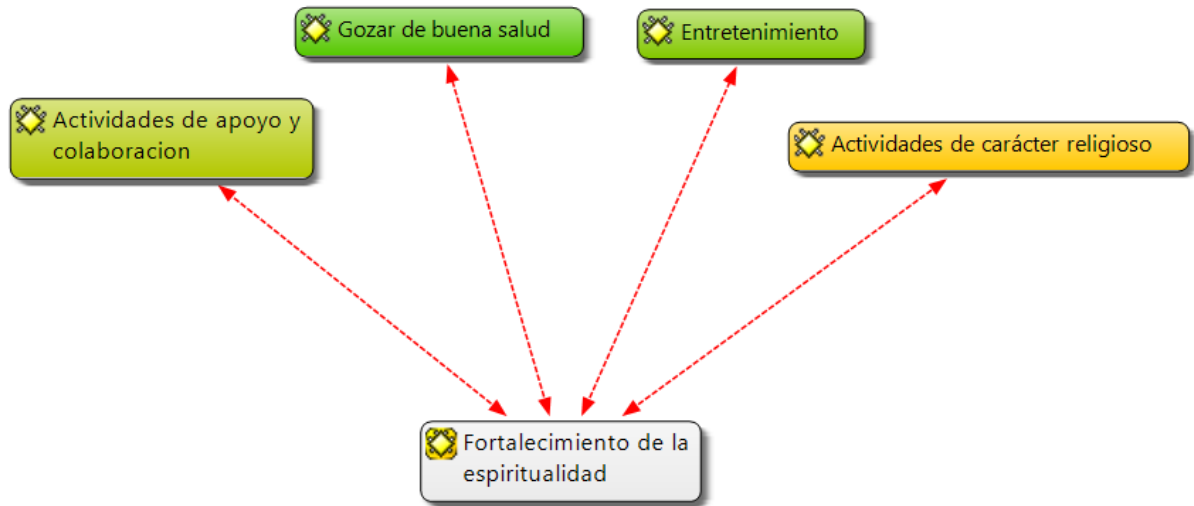 Gozar de buena salud
Entretenimiento
Actividades de apoyo y
colaboracion
Actividades de carácter religioso
Fortalecimiento de la
espiritualidad